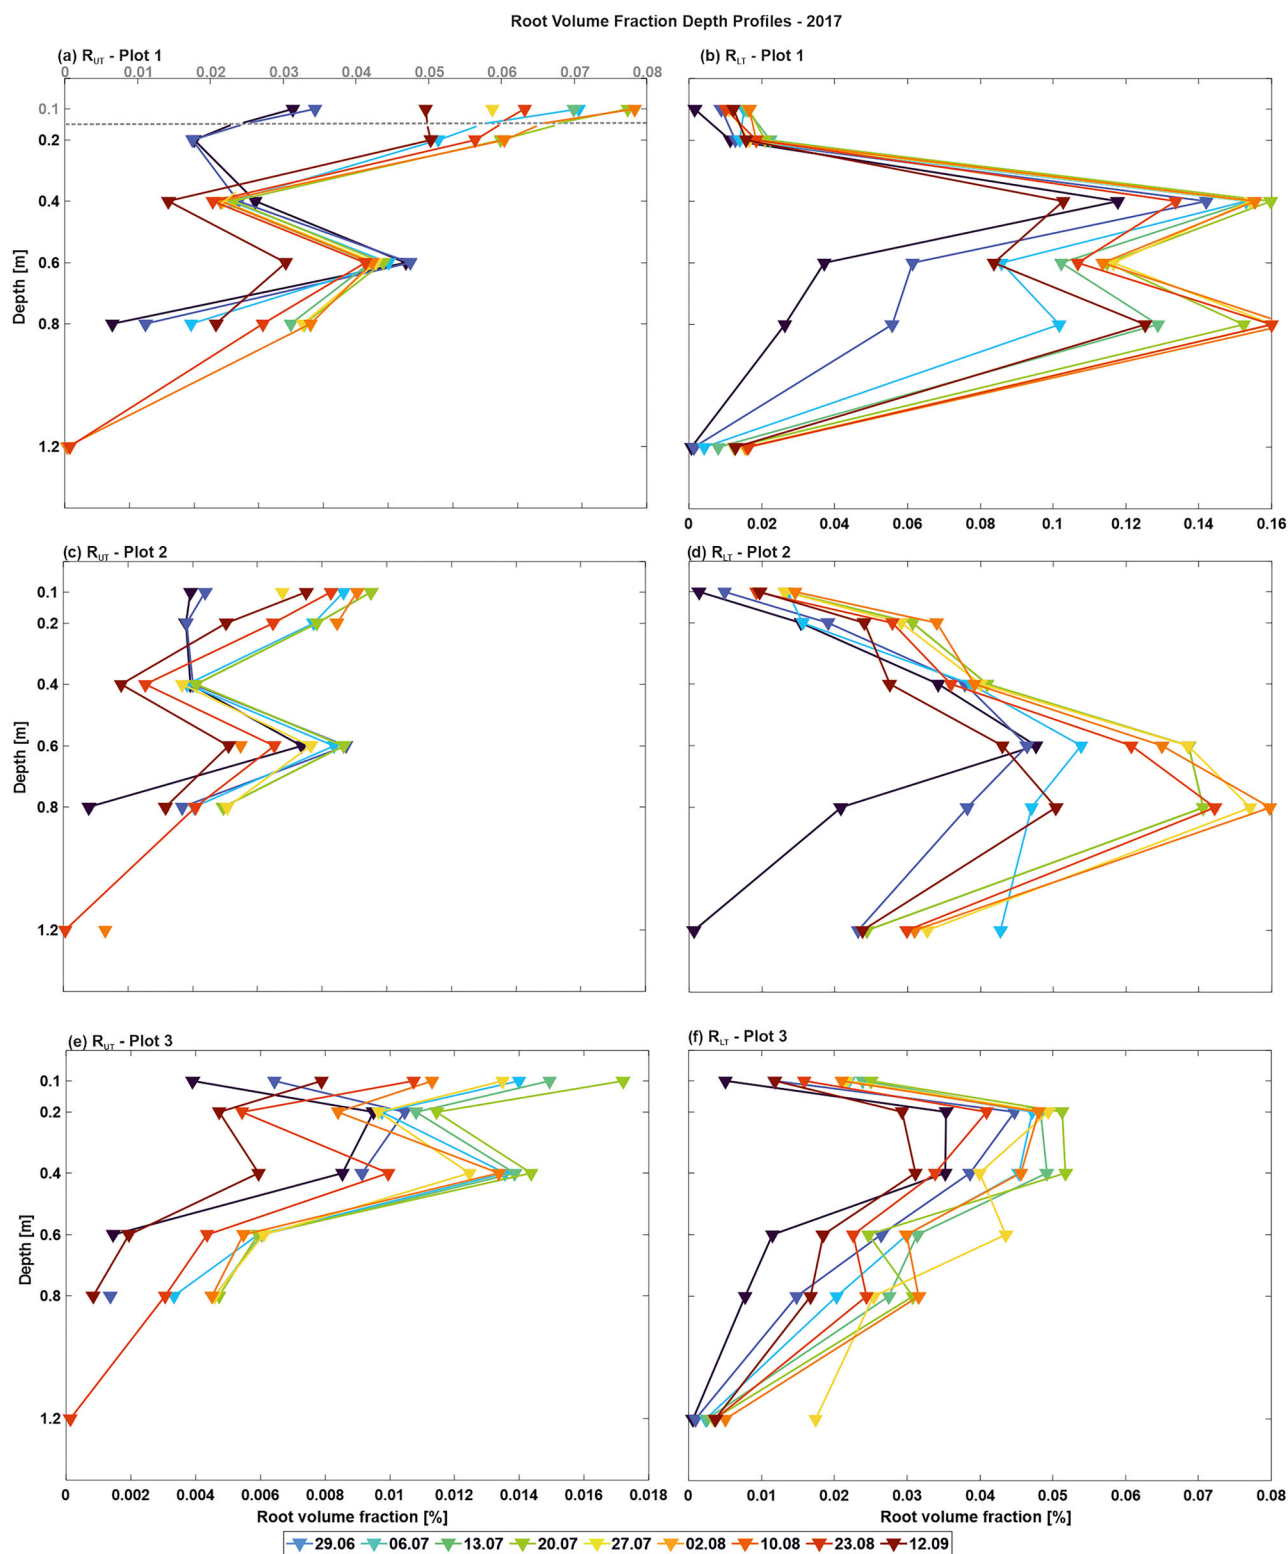 Root Volume Fraction Depth Profiles - 2017
(a) RUT - Plot 1
(b) RLT - Plot 1
0 0.01 0.02 0.03 0.04 0.05 0.06 0.07 0.08
0.1
0.2
0.4
0.6
0.8
1.2
Depth [m]
0 0.02 0.04 0.06 0.08 0.1 0.12 0.14 0.16
(c) RUT - Plot 2
(d) RLT - Plot 2
0.1
0.2
0.4
0.6
0.8
1.2
Depth [m]
(e) RUT - Plot 3
(f) RLT - Plot 3
0.1
0.2
0.4
0.6
0.8
1.2
Depth [m]
0 0.002 0.004 0.006 0.008 0.01 0.012 0.014 0.016 0.018
0 0.01 0.02 0.03 0.04 0.05 0.06 0.07 0.08
Root volume fraction [%]
Root volume fraction [%]
29.06 06.07 13.07 20.07 27.07 02.08 10.08 23.08 12.09